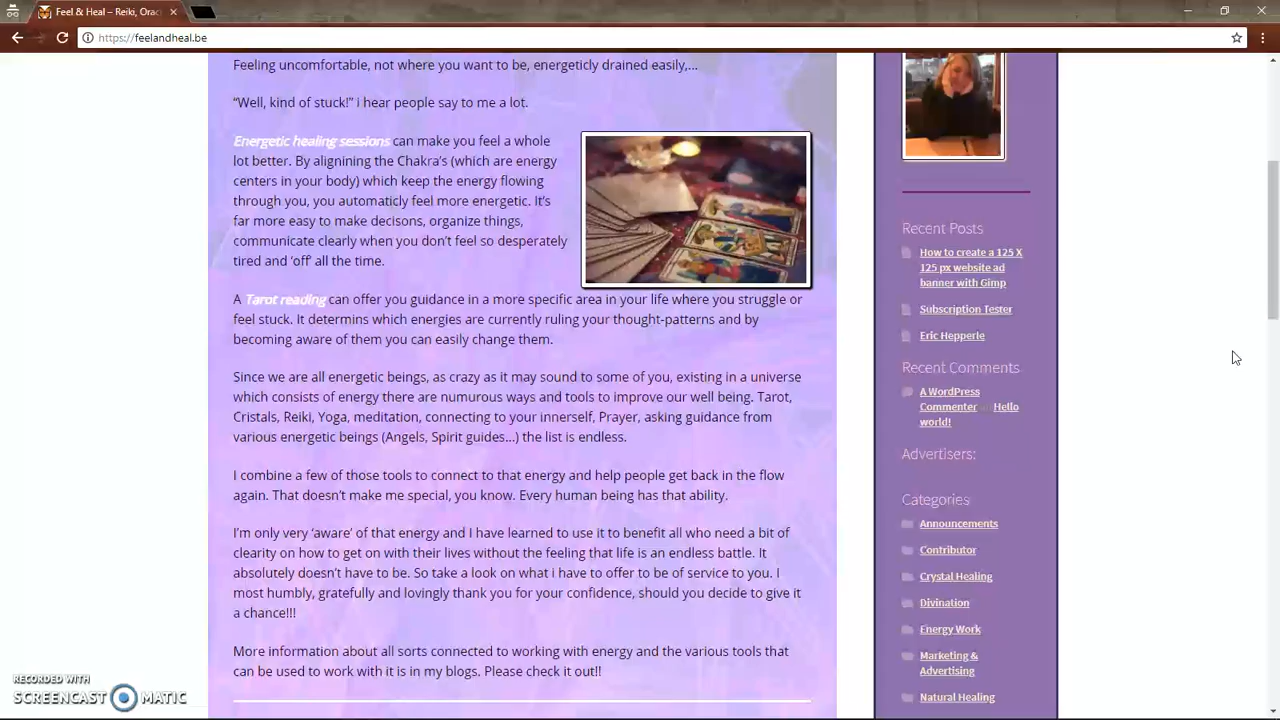 Feel & Heal – Reiki, Orac
https://feelandheal.be
Feeling uncomfortable, not where you want to be, energeticly drained easily,...
“Well, kind of stuck!” i hear people say to me a lot.
Energetic healing sessions can make you feel a whole
lot better. By alignining the Chakra’s (which are energy
centers in your body) which keep the energy flowing
through you, you automaticly feel more energetic. It’s
far more easy to make decisons, organize things,
communicate clearly when you don’t feel so desperately
tired and ‘off’ all the time.
A Tarot reading can offer you guidance in a more specific area in your life where you struggle or
feel stuck. It determins which energies are currently ruling your thought-patterns and by
becoming aware of them you can easily change them.
Since we are all energetic beings, as crazy as it may sound to some of you, existing in a universe
which consists of energy there are numurous ways and tools to improve our well being. Tarot,
Cristals, Reiki, Yoga, meditation, connecting to your innerself, Prayer, asking guidance from
various energetic beings (Angels, Spirit guides...) the list is endless.
I combine a few of those tools to connect to that energy and help people get back in the flow
again. That doesn’t make me special, you know. Every human being has that ability.
I’m only very ‘aware’ of that energy and I have learned to use it to benefit all who need a bit of
clearity on how to get on with their lives without the feeling that life is an endless battle. It
absolutely doesn’t have to be. So take a look on what i have to offer to be of service to you. I
most humbly, gratefully and lovingly thank you for your confidence, should you decide to give it
a chance!!!
More information about all sorts connected to working with energy and the various tools that
can be used to work with it is in my blogs. Please check it out!!
Recent Posts
How to create a 125 X
125 px website ad
banner with Gimp
Subscription Tester
Eric Hepperle
Recent Comments
A WordPress
Commenter on Hello
world!
Advertisers:
Categories
Announcements
Contributor
Crystal Healing
Divination
Energy Work
Marketing &
Advertising
Natural Healing
RECORDED WITH
SCREENCAST MATIC